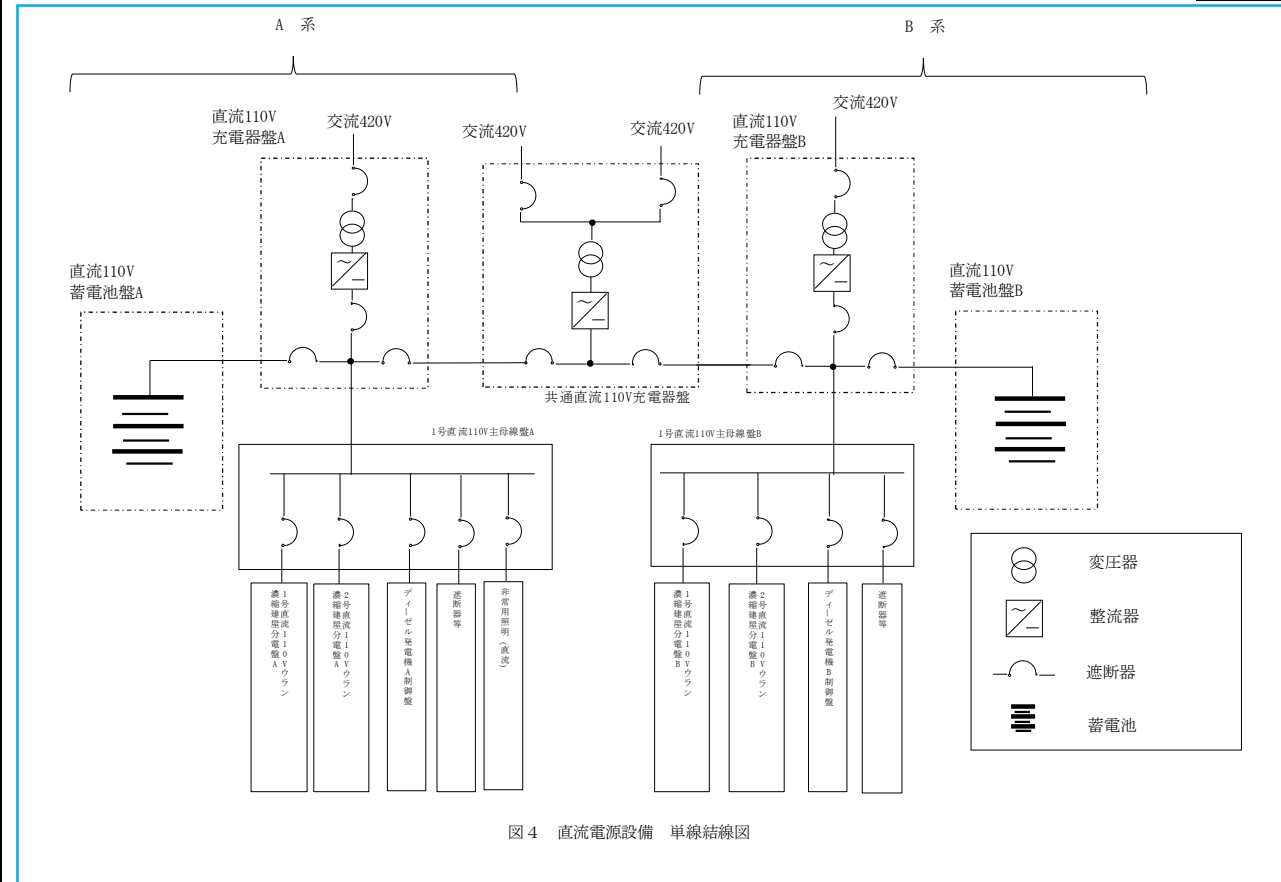 A 系
B 系
直流110V
充電器盤A
交流420V
交流420V
交流420V
直流110V
充電器盤B
交流420V
直流110V
蓄電池盤A
直流110V
蓄電池盤B
共通直流110V充電器盤
1号直流110V主母線盤A
1号直流110V主母線盤B
1号直流110Vウラン
濃縮建屋分電盤A
2号直流110Vウラン
濃縮建屋分電盤A
ディーゼル発電機A制御盤
遮断器等
非常用照明(直流)
1号直流110Vウラン
濃縮建屋分電盤B
2号直流110Vウラン
濃縮建屋分電盤B
ディーゼル発電機B制御盤
遮断器等
変圧器
整流器
遮断器
蓄電池
図4 直流電源設備 単線結線図